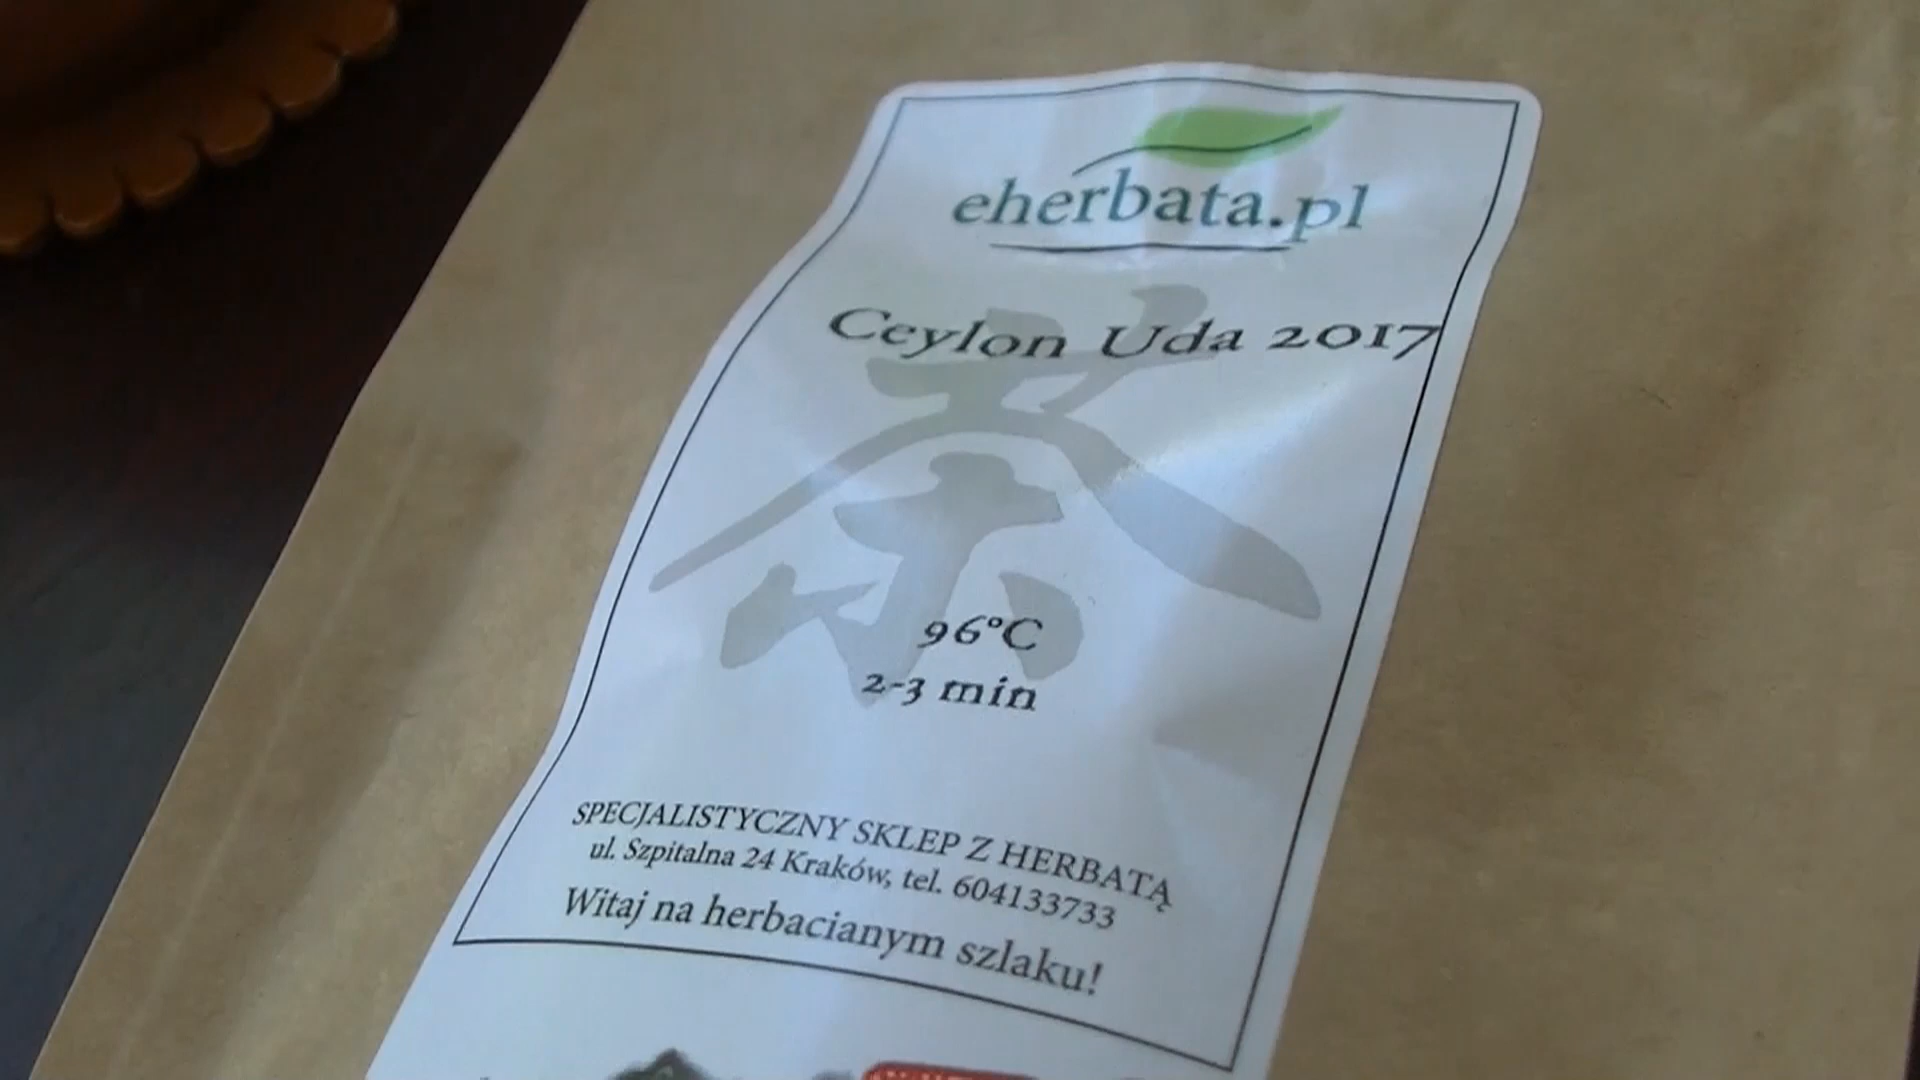 eherbata.pl
Ceylon Uda 2017
茶
96°C
2-3 min
SPECJALISTYCZNY SKLEP Z HERBATĄ
ul. Szpitalna 24 Kraków, tel. 604133733
Witaj na herbacianym szlaku!